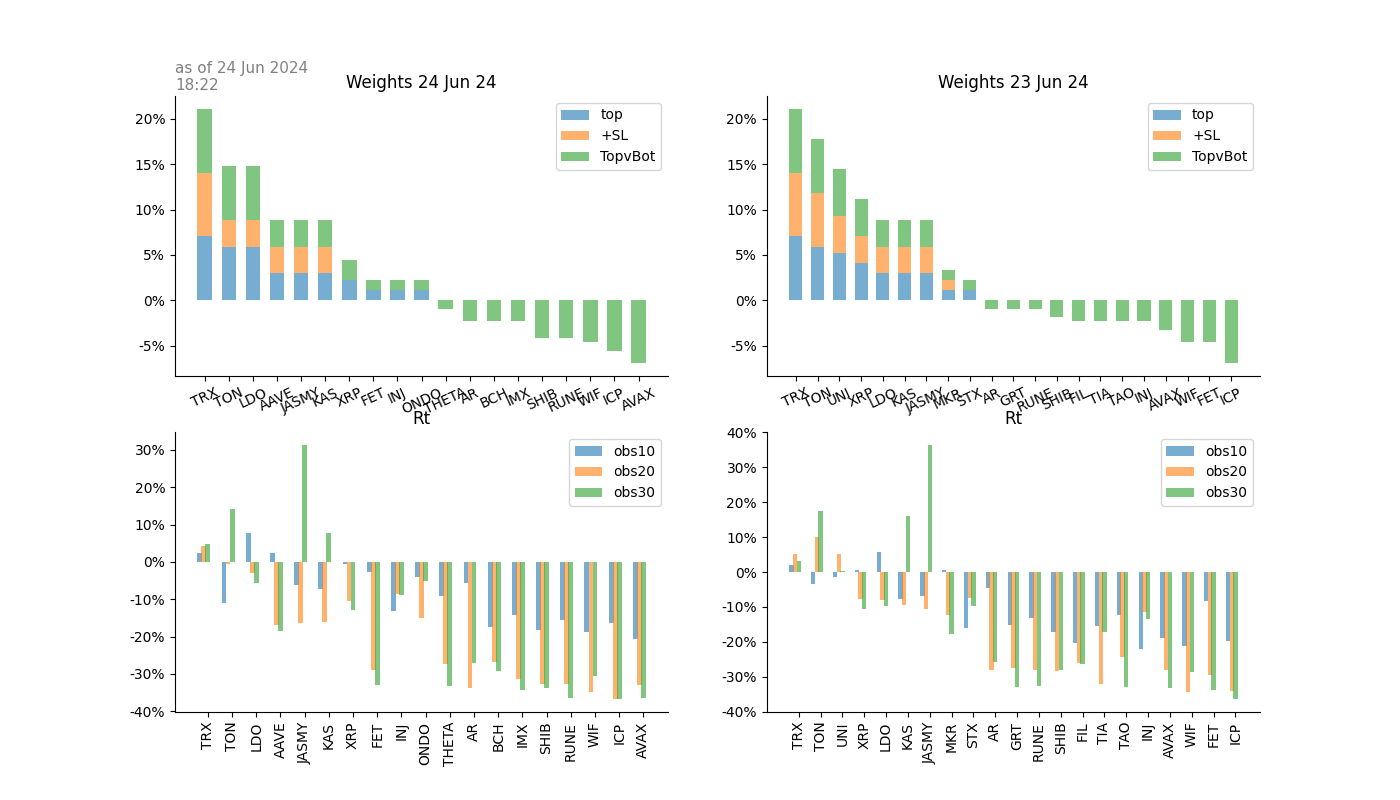 as of 24 Jun 2024
18:22
Weights 24 Jun 24
20%
15%
10%
5%
0%
-5%
top
+SL
TopvBot
TRX TON LDO AAVE JASMY KAS XRP FET INJ ONDO THETA AR BCH IMX SHIB RUNE WIF ICP AVAX
Weights 23 Jun 24
20%
15%
10%
5%
0%
-5%
top
+SL
TopvBot
TRX TON UNI XRP LDO KAS JASMY MKR STX AR GRT RUNE SHIB FIL TIA TAO INJ AVAX WIF FET ICP
Rt
30%
20%
10%
0%
-10%
-20%
-30%
-40%
obs10
obs20
obs30
TRX TON LDO AAVE JASMY KAS XRP FET INJ ONDO THETA AR BCH IMX SHIB RUNE WIF ICP AVAX
Rt
40%
30%
20%
10%
0%
-10%
-20%
-30%
-40%
obs10
obs20
obs30
TRX TON UNI XRP LDO KAS JASMY MKR STX AR GRT RUNE SHIB FIL TIA TAO INJ AVAX WIF FET ICP